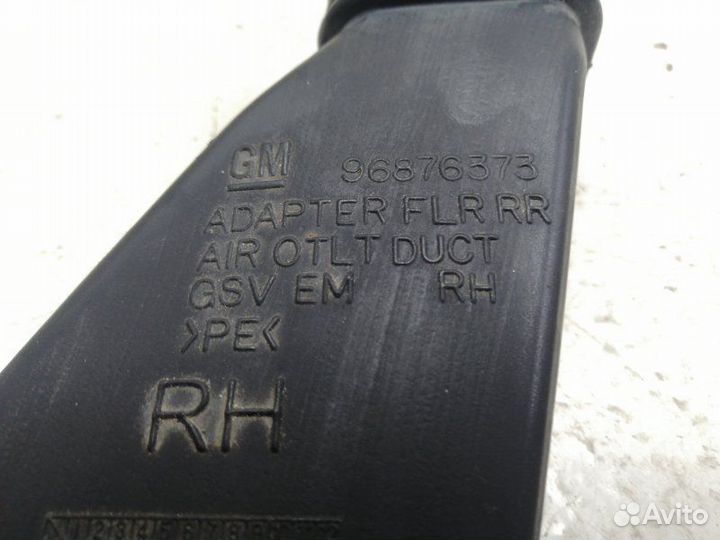 GM 96876373
ADAPTER FLR RR
AIR OTLT DUCT
GSV EM RH
>PE<
RH
Avito